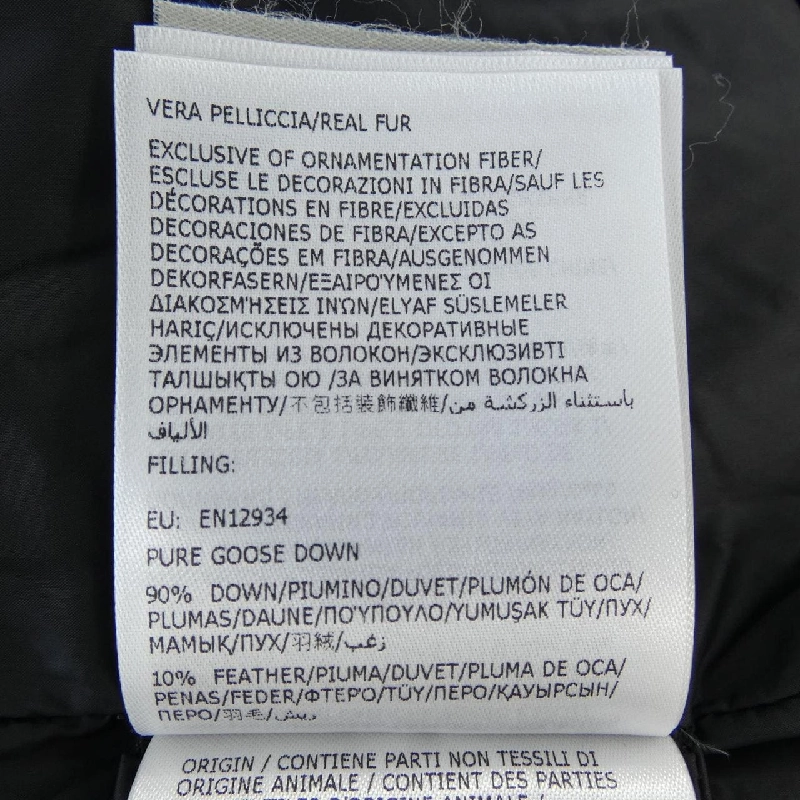 VERA PELLICCIA/REAL FUR
EXCLUSIVE OF ORNAMENTATION FIBER/
ESCLUSE LE DECORAZIONI IN FIBRA/SAUF LES
DÉCORATIONS EN FIBRE/EXCLUIDAS
DECORACIONES DE FIBRA/EXCEPTO AS
DECORAÇÕES EM FIBRA/AUSGENOMMEN
DEKORFASERN/ΕΞΑΙΡΟΎΜΕΝΕΣ ΟΙ
ΔΙΑΚΟΣΜΉΣΕΙΣ ΙΝΏΝ/ELYAF SÜSLEMELER
HARIÇ/ИСКЛЮЧЕНЫ ДЕКОРАТИВНЫЕ
ЭЛЕМЕНТЫ ИЗ ВОЛОКОН/ЭКСКЛЮЗИВТІ
ТАЛШЫҚТЫ ОЮ /ЗА ВИНЯТКОМ ВОЛОКНА
ОРНАМЕНТУ/不包括裝飾纖維/باستثناء الزركشة من
الألياف
FILLING:
EU: EN12934
PURE GOOSE DOWN
90% DOWN/PIUMINO/DUVET/PLUMÓN DE OCA/
PLUMAS/DAUNE/ΠΟΎΠΟΥΛΟ/YUMUŞAK TÜY/ПУХ/
МАМЫҚ/ПУХ/羽絨/زغب
10% FEATHER/PIUMA/DUVET/PLUMA DE OCA/
PENAS/FEDER/ΦΤΕΡΌ/TÜY/ПЕРО/ҚАУЫРСЫН/
ПЕРО/羽毛/ريش
ORIGIN / CONTIENE PARTI NON TESSILI DI
ORIGINE ANIMALE / CONTIENT DES PARTIES
D'ORIGINE ANIMALE /